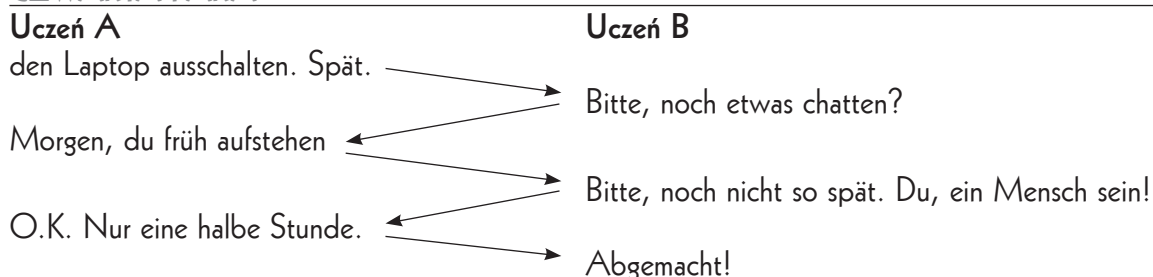 Uczeń A
Uczeń B
den Laptop ausschalten. Spät.
Bitte, noch etwas chatten?
Morgen, du früh aufstehen
Bitte, noch nicht so spät. Du, ein Mensch sein!
O.K. Nur eine halbe Stunde.
Abgemacht!